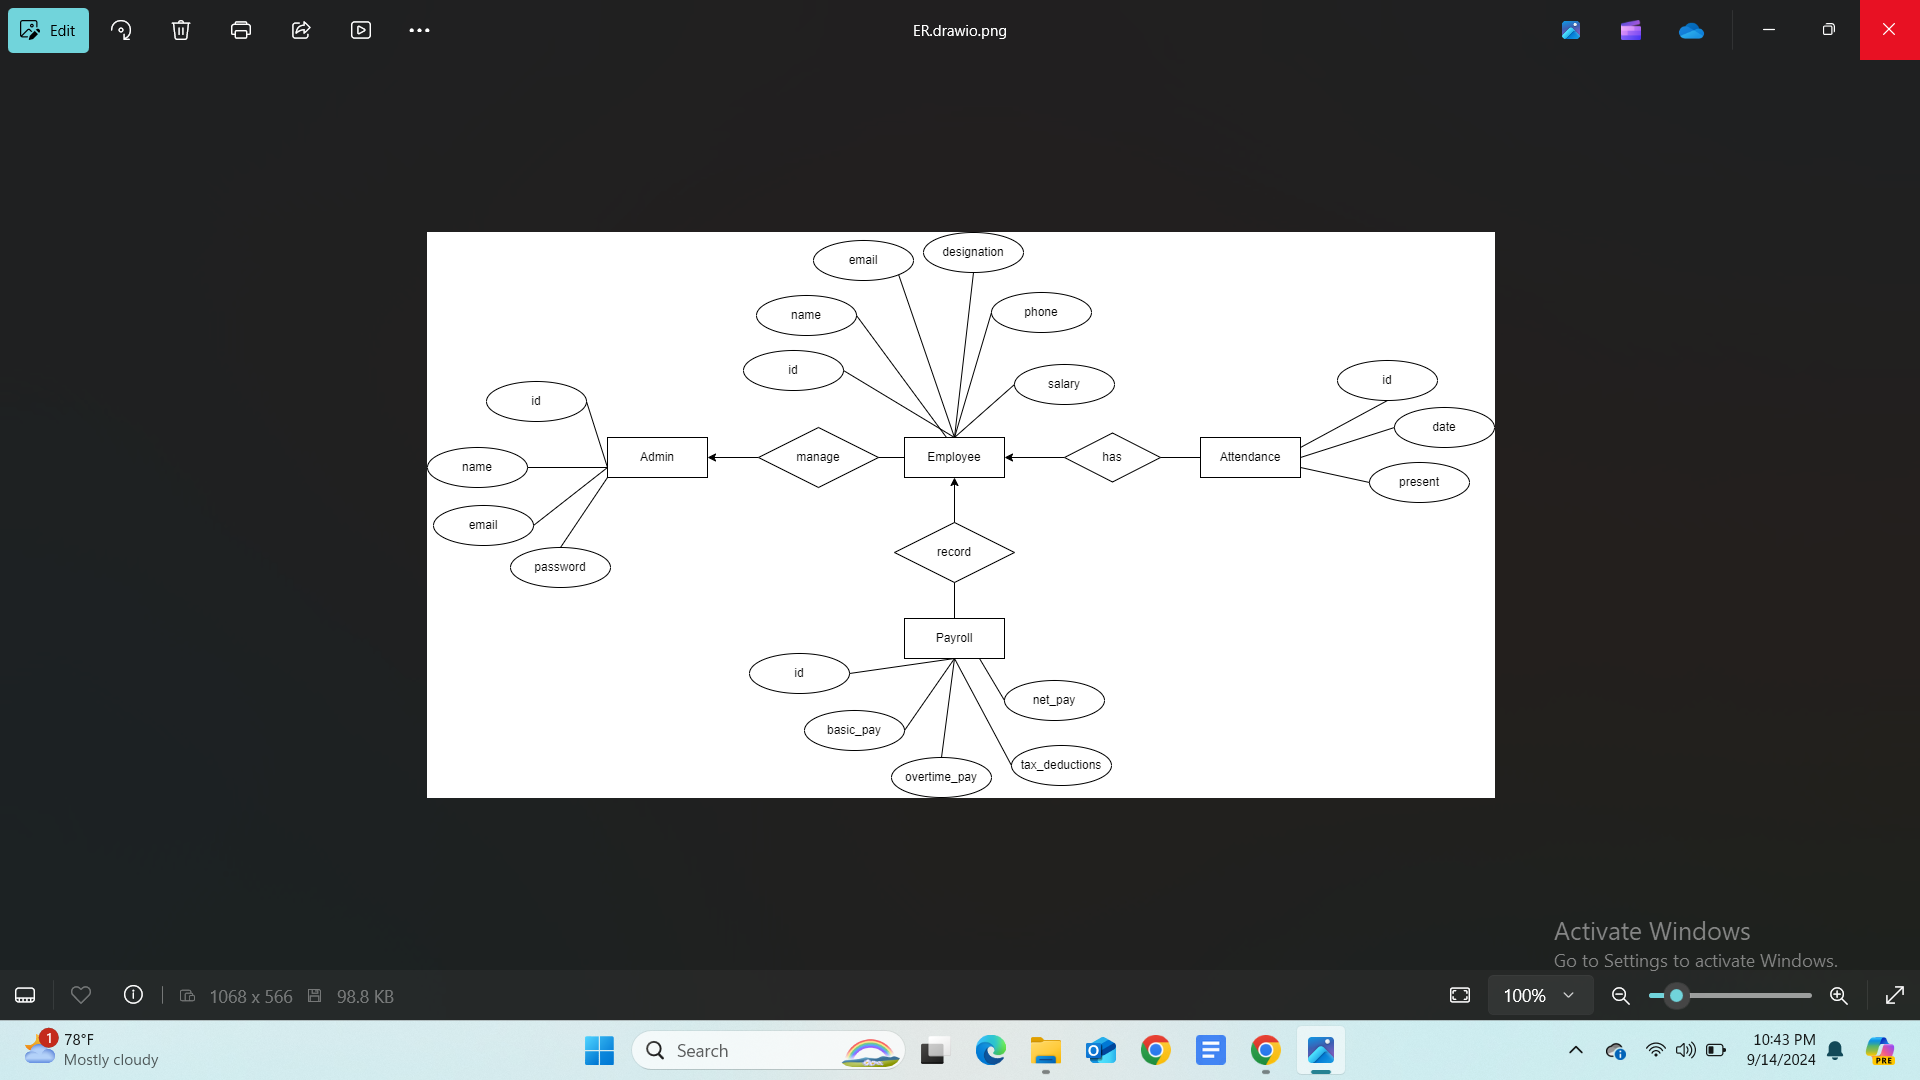 Edit
ER.drawio.png
email
designation
name
phone
id
salary
id
id
date
name
Admin
manage
Employee
has
Attendance
present
email
password
record
Payroll
id
net_pay
basic_pay
tax_deductions
overtime_pay
Activate Windows
Go to Settings to activate Windows.
1068 x 566
98.8 KB
100%
1
78°F
Mostly cloudy
Search
10:43 PM
9/14/2024
PRE